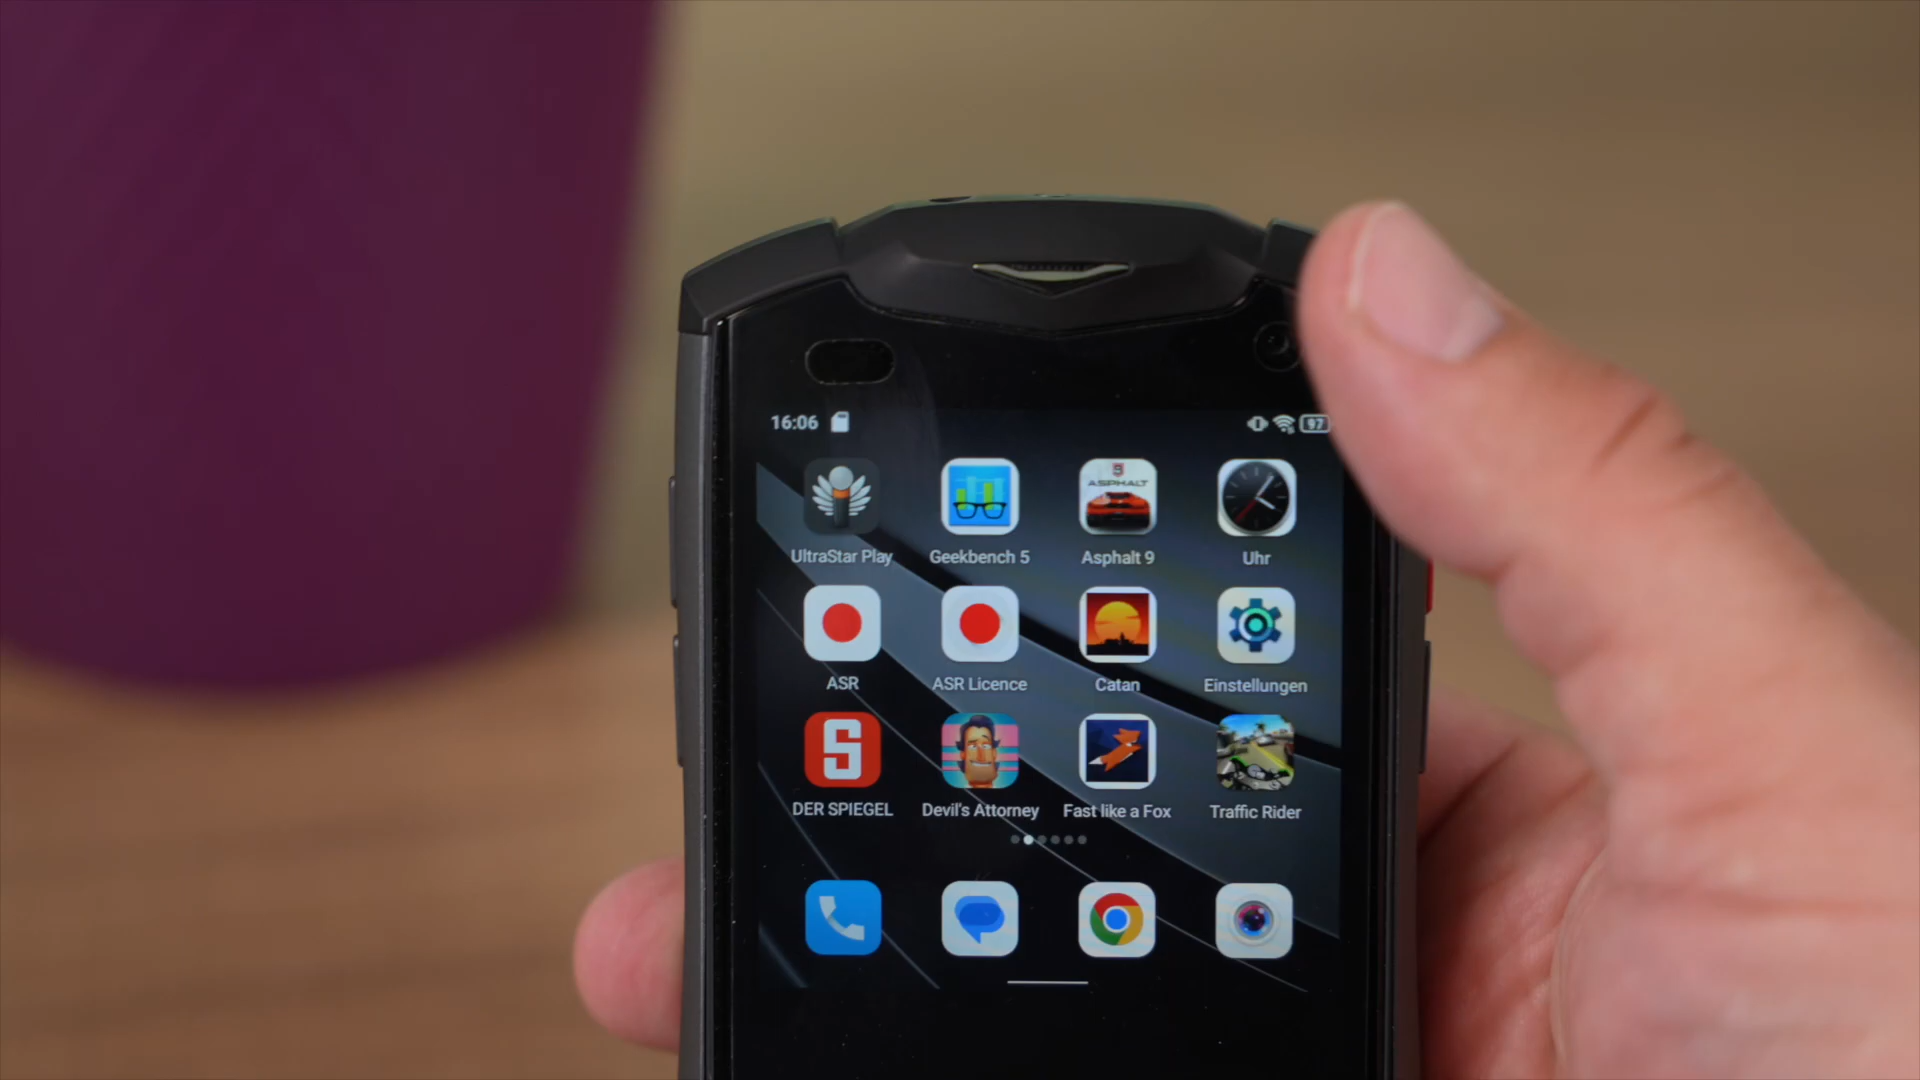 16:06 97
9
ASPHALT
UltraStar Play Geekbench 5 Asphalt 9 Uhr
ASR ASR Licence Catan Einstellungen
S
DER SPIEGEL Devil's Attorney Fast like a Fox Traffic Rider